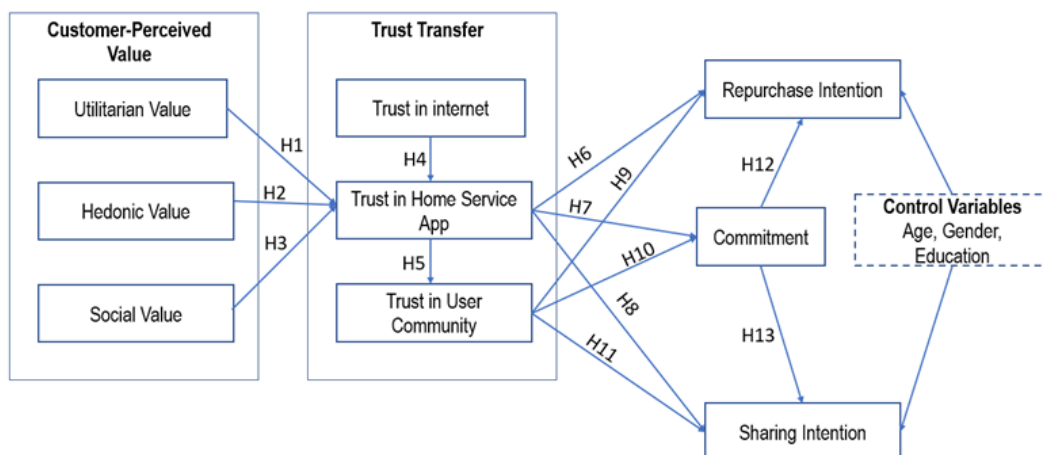 Customer-Perceived
Value
Utilitarian Value
Hedonic Value
Social Value
H1
H2
H3
Trust Transfer
Trust in internet
H4
Trust in Home Service
App
H5
Trust in User
Community
H6
H9
H7
H10
H8
H11
Repurchase Intention
H12
Commitment
H13
Sharing Intention
Control Variables
Age, Gender,
Education